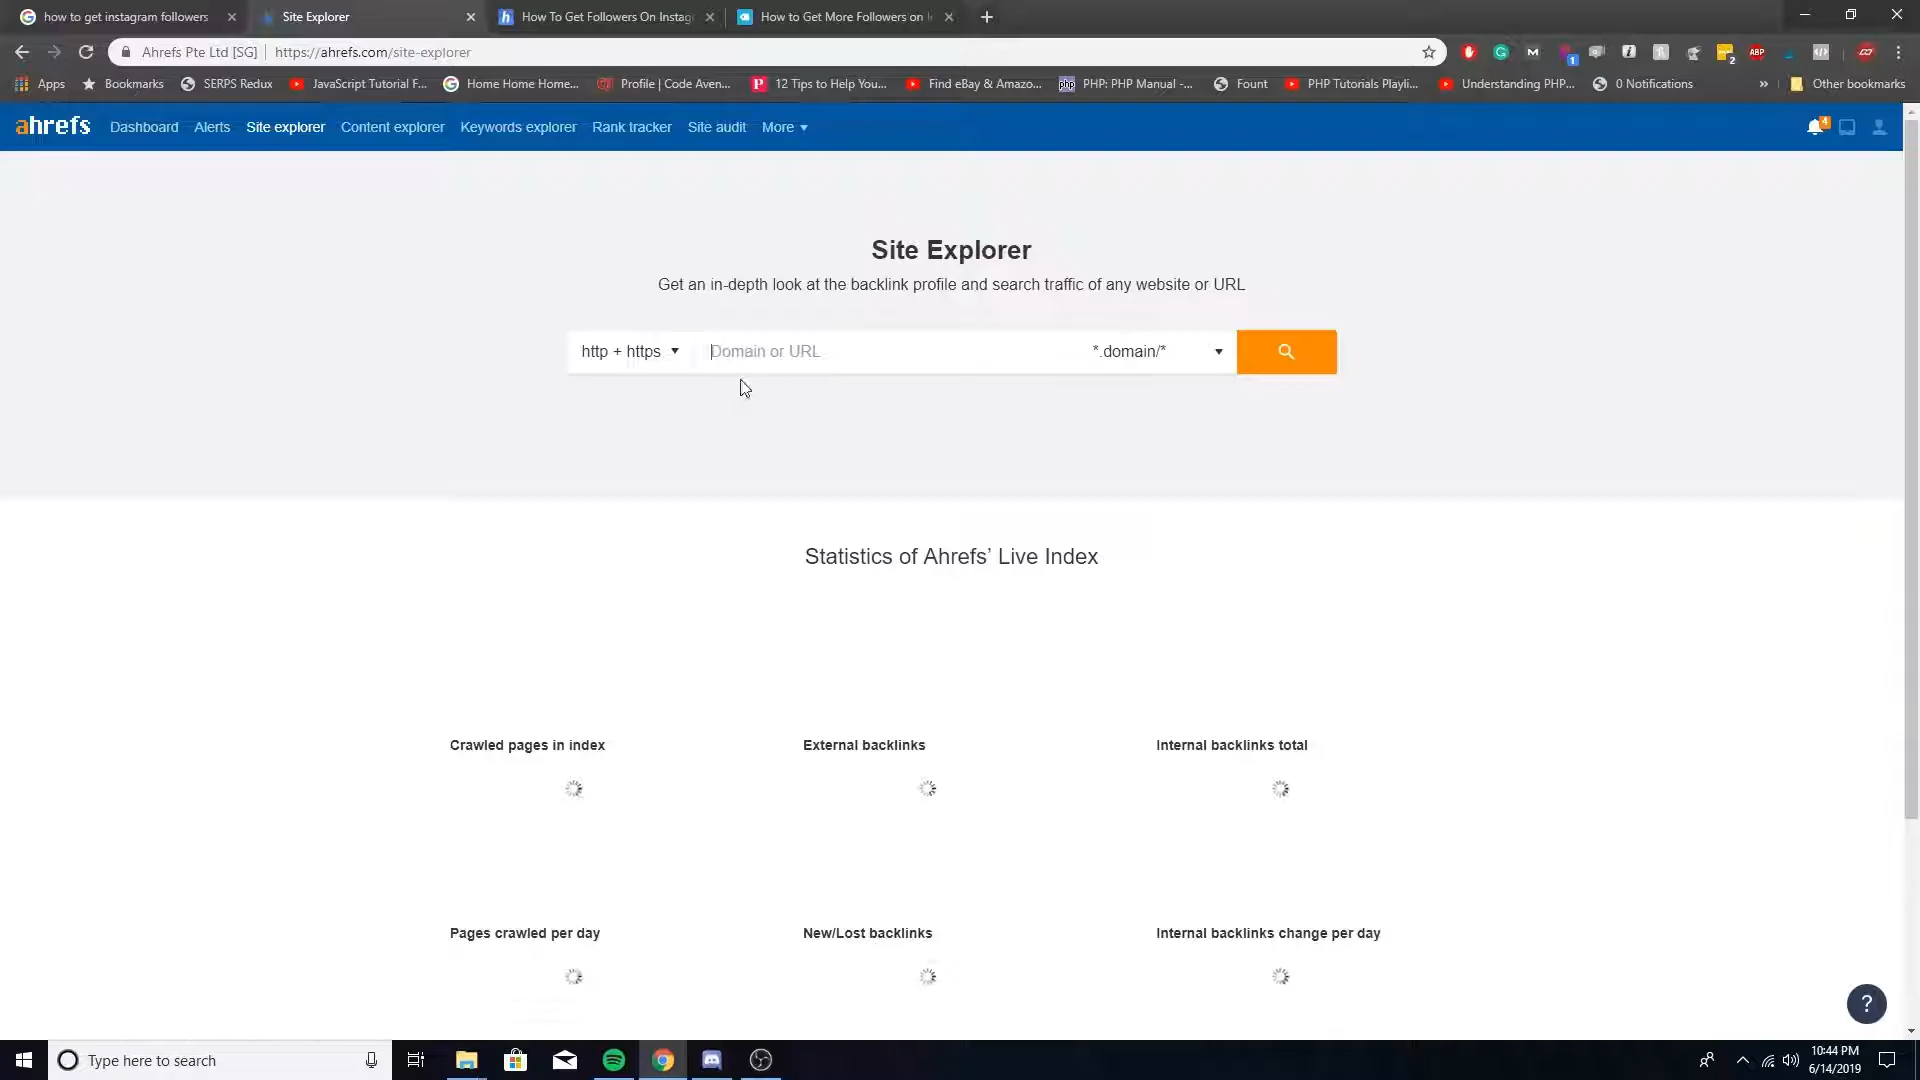 how to get instagram followers
Site Explorer
How To Get Followers On Instag
How to Get More Followers on I
Ahrefs Pte Ltd [SG]
https://ahrefs.com/site-explorer
1
2
ABP
Apps
Bookmarks
SERPS Redux
JavaScript Tutorial F...
Home Home Home...
Profile | Code Aven...
12 Tips to Help You...
Find eBay & Amazo...
php
PHP: PHP Manual -...
Fount
PHP Tutorials Playli...
Understanding PHP...
0 Notifications
»
Other bookmarks
ahrefs
Dashboard
Alerts
Site explorer
Content explorer
Keywords explorer
Rank tracker
Site audit
More
4
Site Explorer
Get an in-depth look at the backlink profile and search traffic of any website or URL
http + https
Domain or URL
*.domain/*
Statistics of Ahrefs’ Live Index
Crawled pages in index
External backlinks
Internal backlinks total
Pages crawled per day
New/Lost backlinks
Internal backlinks change per day
?
Type here to search
10:44 PM
6/14/2019